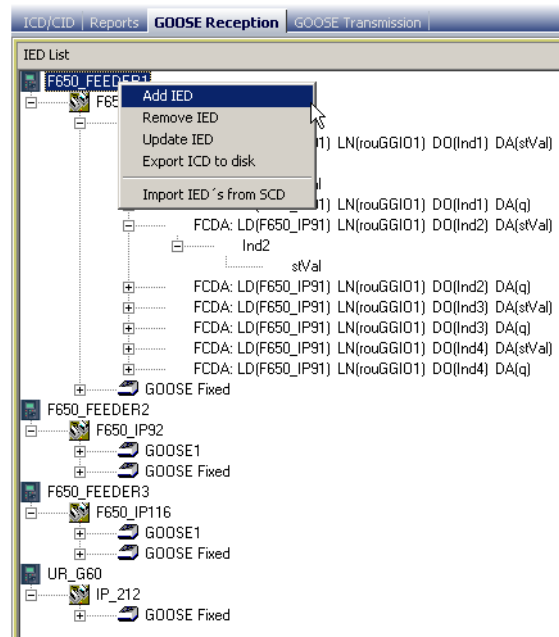 ICD/CID | Reports | GOOSE Reception | GOOSE Transmission |
IED List
F650_FEEDER1
F65
Add IED
Remove IED
Update IED
Export ICD to disk
Import IED´s from SCD
1) LN(rouGGIO1) DO(Ind1) DA(stVal)
1) LN(rouGGIO1) DO(Ind1) DA(q)
FCDA: LD(F650_IP91) LN(rouGGIO1) DO(Ind2) DA(stVal)
Ind2
stVal
FCDA: LD(F650_IP91) LN(rouGGIO1) DO(Ind2) DA(q)
FCDA: LD(F650_IP91) LN(rouGGIO1) DO(Ind3) DA(stVal)
FCDA: LD(F650_IP91) LN(rouGGIO1) DO(Ind3) DA(q)
FCDA: LD(F650_IP91) LN(rouGGIO1) DO(Ind4) DA(stVal)
FCDA: LD(F650_IP91) LN(rouGGIO1) DO(Ind4) DA(q)
GOOSE Fixed
F650_FEEDER2
F650_IP92
GOOSE1
GOOSE Fixed
F650_FEEDER3
F650_IP116
GOOSE1
GOOSE Fixed
UR_G60
IP_212
GOOSE Fixed